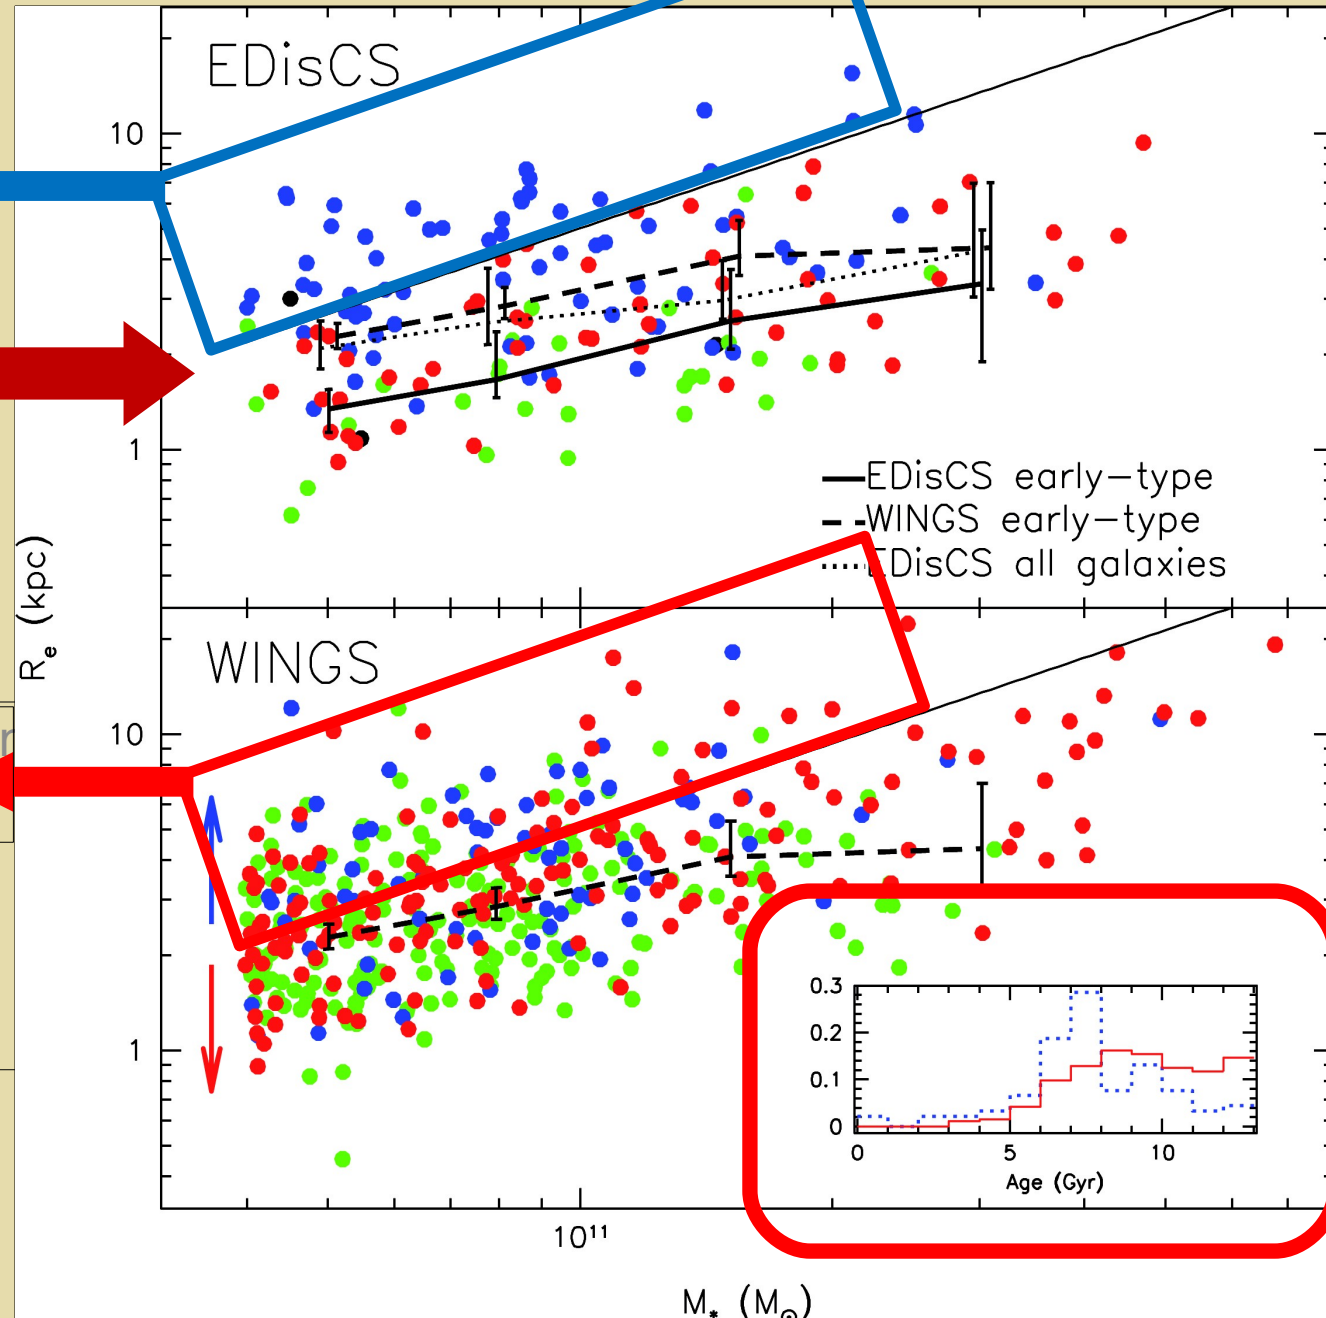 EDisCS
10
1
EDisCS early-type
WINGS early-type
EDisCS all galaxies
Rₑ (kpc)
WINGS
10
1
0.3
0.2
0.1
0
0 5 10
Age (Gyr)
10¹¹
M* (M☉)